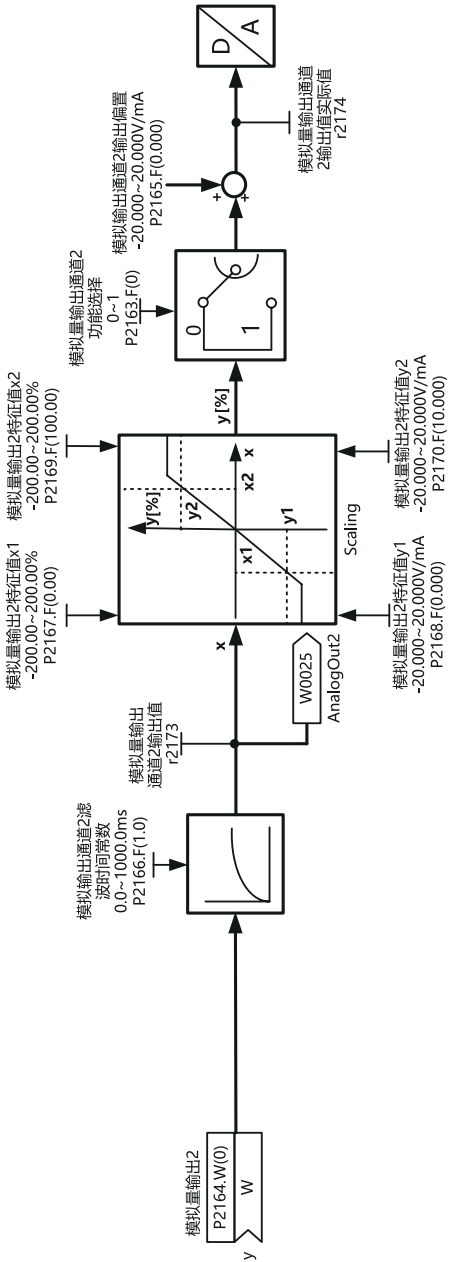 模拟量输出2
P2164.W(0)
W
y
模拟输出通道2滤
波时间常数
0.0~1000.0ms
P2166.F(1.0)
模拟量输出
通道2输出值
r2173
W0025
AnalogOut2
模拟量输出2特征值x1
-200.00~200.00%
P2167.F(0.00)
模拟量输出2特征值x2
-200.00~200.00%
P2169.F(100.00)
x
y[%]
y2
x
x2
x1
y1
模拟量输出2特征值y1
-20.000~20.000V/mA
P2168.F(0.000)
模拟量输出2特征值y2
-20.000~20.000V/mA
P2170.F(10.000)
Scaling
y [%]
模拟量输出通道2
功能选择
0~1
P2163.F(0)
0
1
模拟输出通道2输出偏置
-20.000~20.000V/mA
P2165.F(0.000)
+
+
模拟量输出通道
2输出值实际值
r2174
D
A